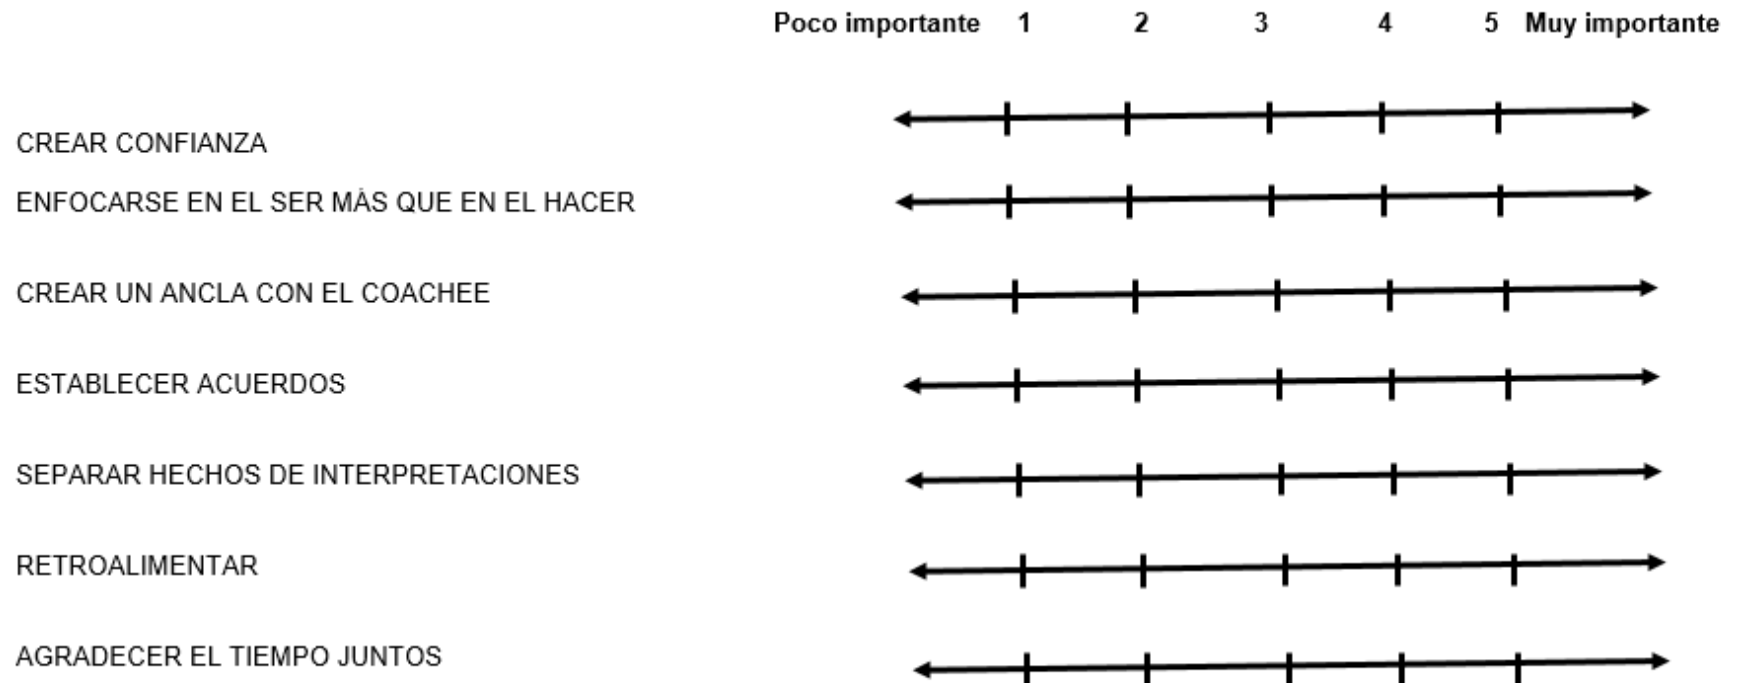 Poco importante 1 2 3 4 5 Muy importante
CREAR CONFIANZA
ENFOCARSE EN EL SER MÁS QUE EN EL HACER
CREAR UN ANCLA CON EL COACHEE
ESTABLECER ACUERDOS
SEPARAR HECHOS DE INTERPRETACIONES
RETROALIMENTAR
AGRADECER EL TIEMPO JUNTOS